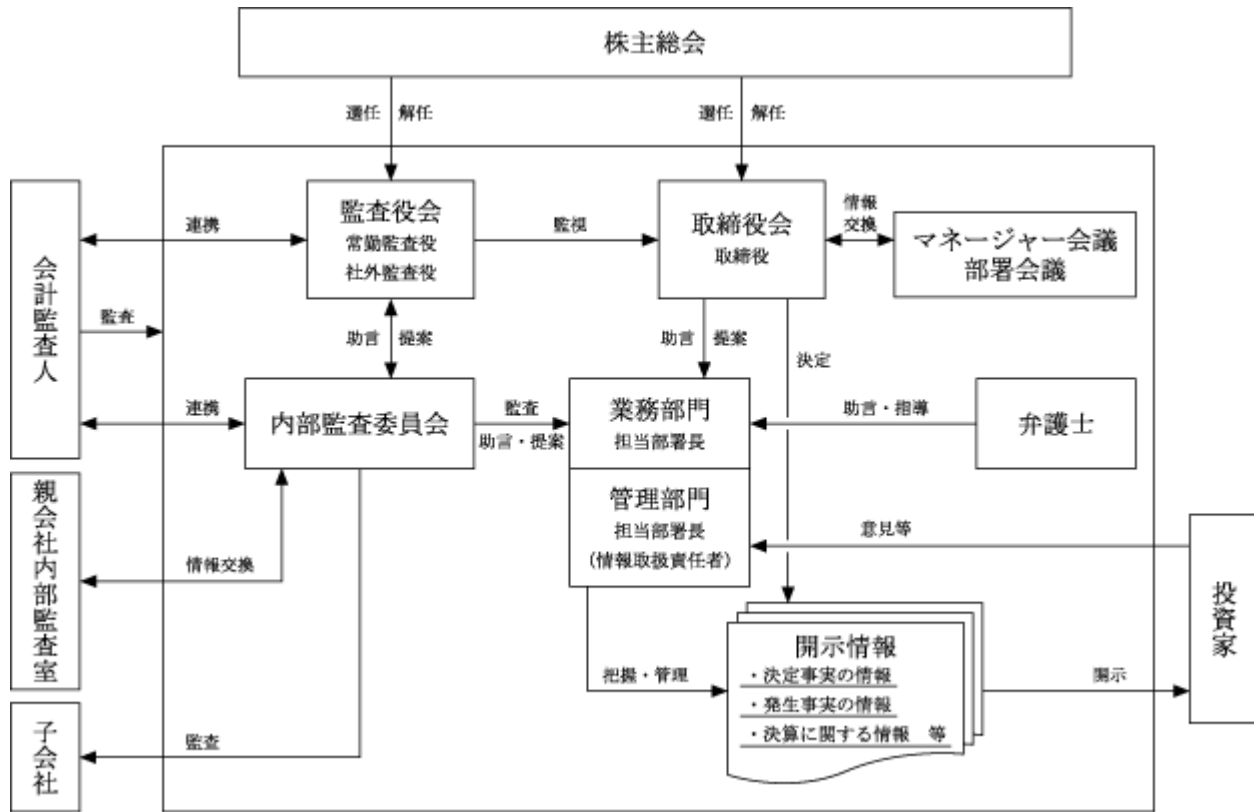 株主総会
選任 解任
選任 解任
会計監査人
連携
監査役会
常勤監査役
社外監査役
監視
取締役会
取締役
情報
交換
マネージャー会議
部署会議
監査
助言 提案
助言 提案
決定
連携
内部監査委員会
監査
助言・提案
業務部門
担当部署長
助言・指導
弁護士
管理部門
担当部署長
(情報取扱責任者)
意見等
投資家
親会社内部監査室
情報交換
把握・管理
開示情報
・決定事実の情報
・発生事実の情報
・決算に関する情報 等
開示
子会社
監査